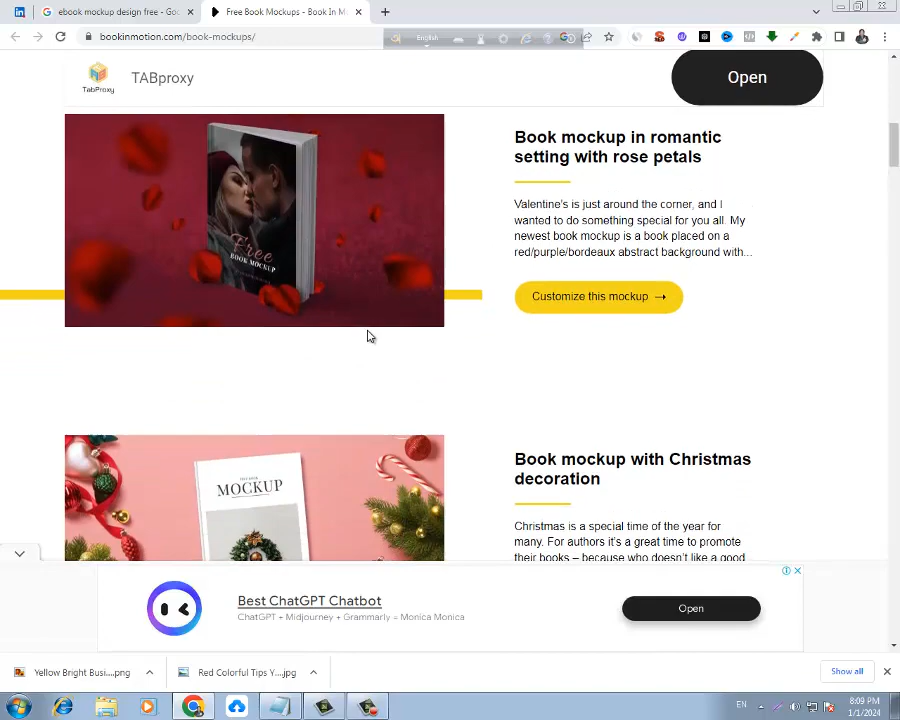 ebook mockup design free - Goo
Free Book Mockups - Book In Mo
bookinmotion.com/book-mockups/
English
TabProxy
TABproxy
Open
Free
BOOK MOCKUP
Book mockup in romantic
setting with rose petals
Valentine's is just around the corner, and I
wanted to do something special for you all. My
newest book mockup is a book placed on a
red/purple/bordeaux abstract background with...
Customize this mockup →
MOCKUP
Book mockup with Christmas
decoration
Christmas is a special time of the year for
many. For authors it's a great time to promote
their books – because who doesn't like a good
Best ChatGPT Chatbot
ChatGPT + Midjourney + Grammarly = Monica Monica
Open
Yellow Bright Busi....png
Red Colorful Tips Y....jpg
Show all
EN
8:09 PM
1/1/2024